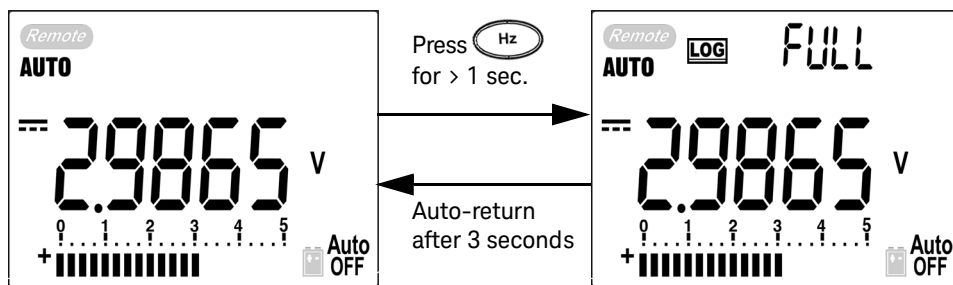 Remote
AUTO
2.9865 V
0 1 2 3 4 5
+
Auto
OFF
Press Hz
for > 1 sec.
Auto-return
after 3 seconds
Remote
AUTO
LOG
FULL
2.9865 V
0 1 2 3 4 5
+
Auto
OFF